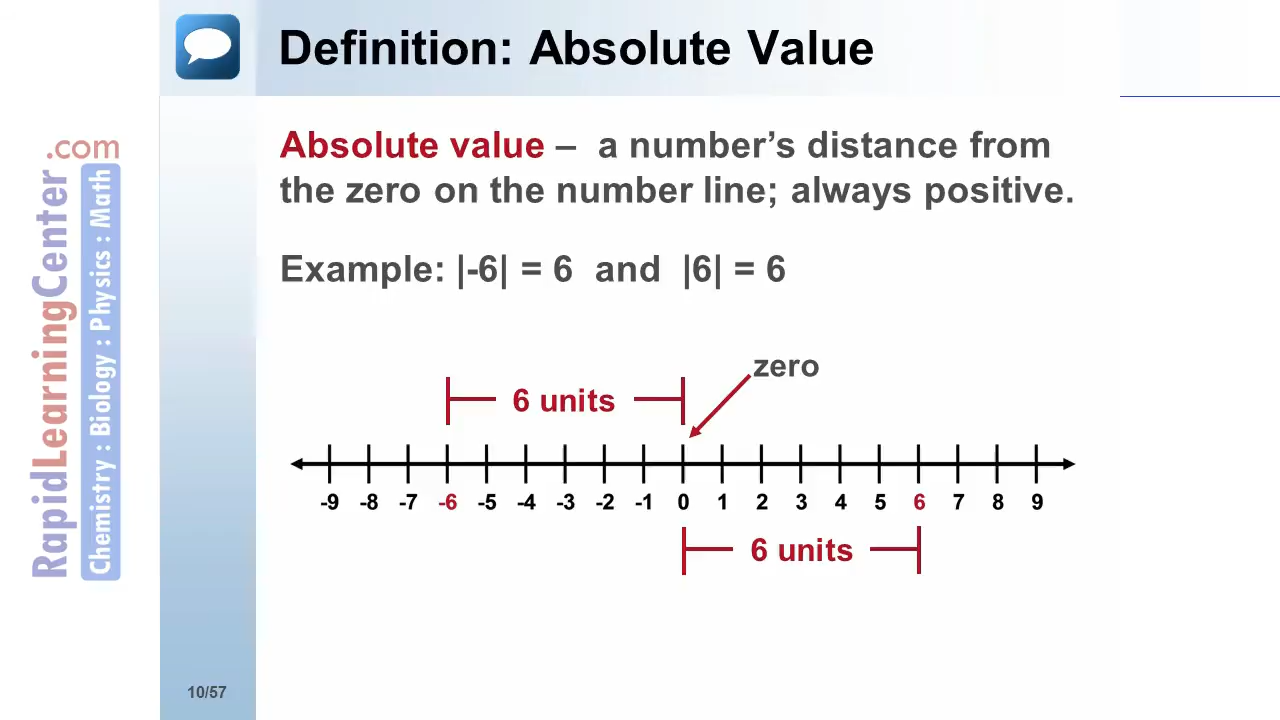 Definition: Absolute Value
.com
RapidLearningCenter
Chemistry : Biology : Physics : Math
Absolute value – a number’s distance from
the zero on the number line; always positive.
Example: |-6| = 6 and |6| = 6
zero
6 units
-9 -8 -7 -6 -5 -4 -3 -2 -1 0 1 2 3 4 5 6 7 8 9
6 units
10/57